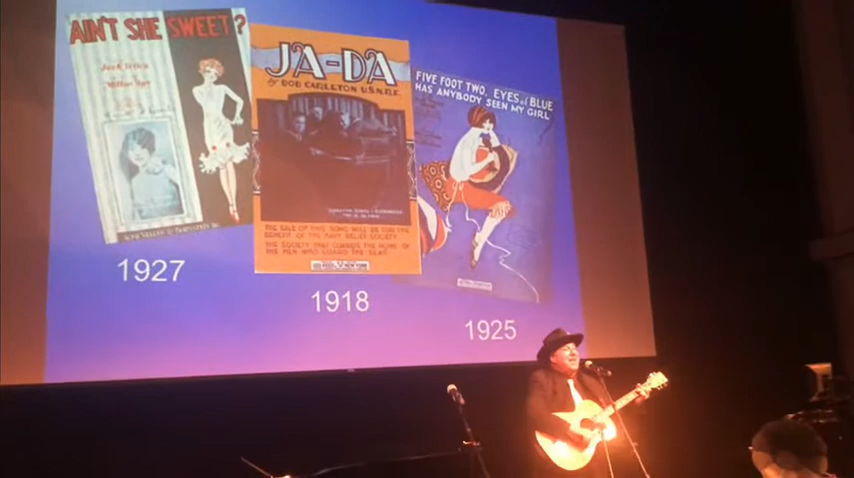 AIN'T SHE SWEET?
JA-DA
by BOB CARLETON U.S.N.R.F.
FIVE FOOT TWO, EYES of BLUE
HAS ANYBODY SEEN MY GIRL
THE SALE OF THIS SONG WILL BE FOR THE
BENEFIT OF THE NAVY RELIEF SOCIETY
THE SOCIETY THAT GUARDS THE HOME OF
THE MEN WHO GUARD THE SEAS
1927
1918
1925